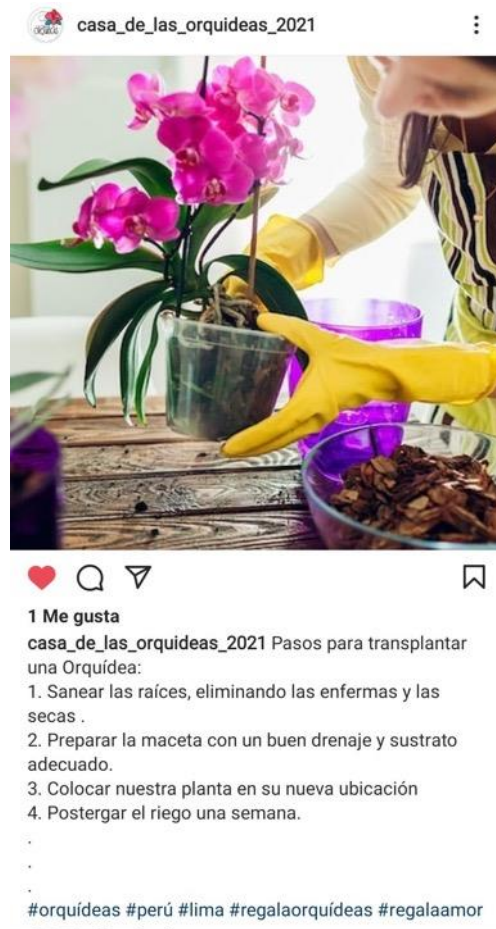 casa_de_las_orquideas_2021
1 Me gusta
casa_de_las_orquideas_2021 Pasos para transplantar
una Orquídea:
1. Sanear las raíces, eliminando las enfermas y las
secas .
2. Preparar la maceta con un buen drenaje y sustrato
adecuado.
3. Colocar nuestra planta en su nueva ubicación
4. Postergar el riego una semana.
.
.
.
#orquídeas #perú #lima #regalaorquídeas #regalaamor